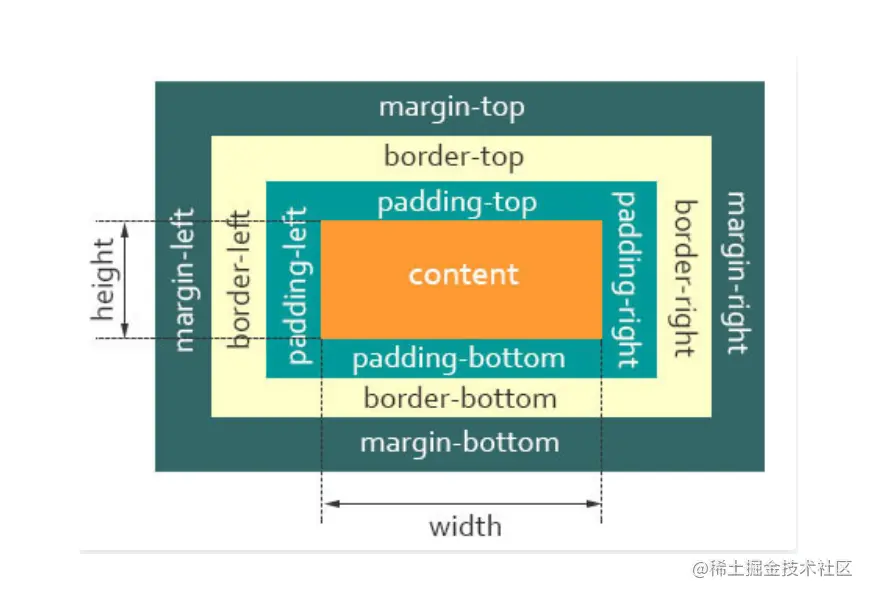 margin-top
border-top
padding-top
height
margin-left
border-left
padding-left
content
padding-right
border-right
margin-right
padding-bottom
border-bottom
margin-bottom
width
@稀土掘金技术社区